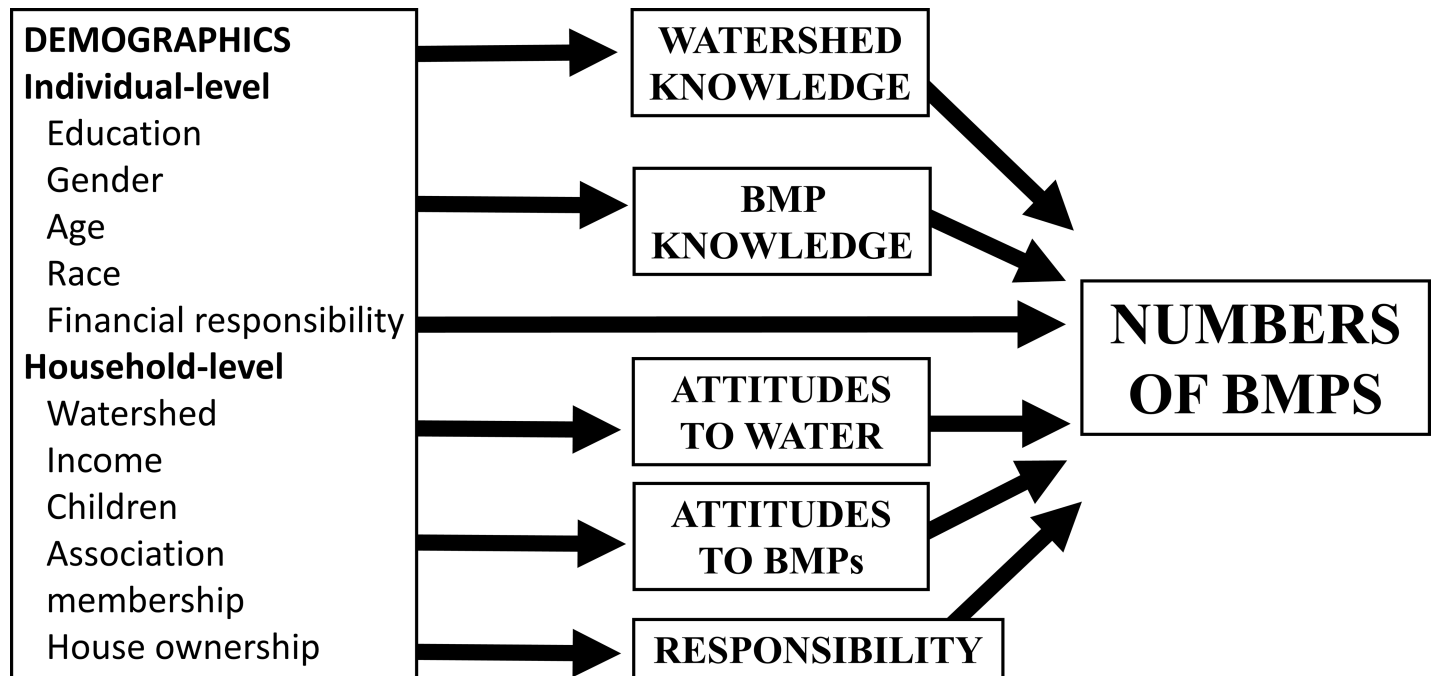 DEMOGRAPHICS
Individual-level
Education
Gender
Age
Race
Financial responsibility
Household-level
Watershed
Income
Children
Association
membership
House ownership
WATERSHED
KNOWLEDGE
BMP
KNOWLEDGE
ATTITUDES
TO WATER
ATTITUDES
TO BMPs
RESPONSIBILITY
NUMBERS
OF BMPS